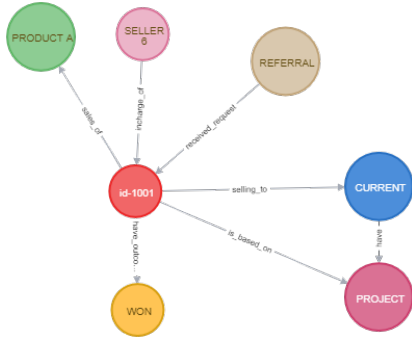 PRODUCT A
SELLER
6
REFERRAL
sales_of
incharge_of
received_request
id-1001
selling_to
CURRENT
have_outco...
is_based_on
have
WON
PROJECT